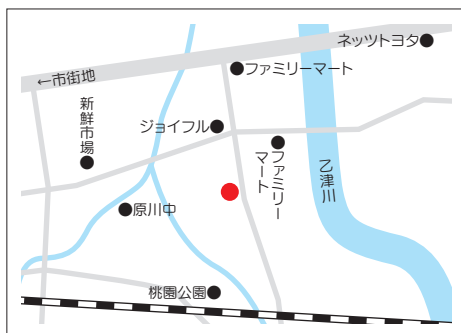 ネッツトヨタ
←市街地
ファミリーマート
新鮮市場
ジョイフル
ファミリー
マート
乙津川
原川中
桃園公園